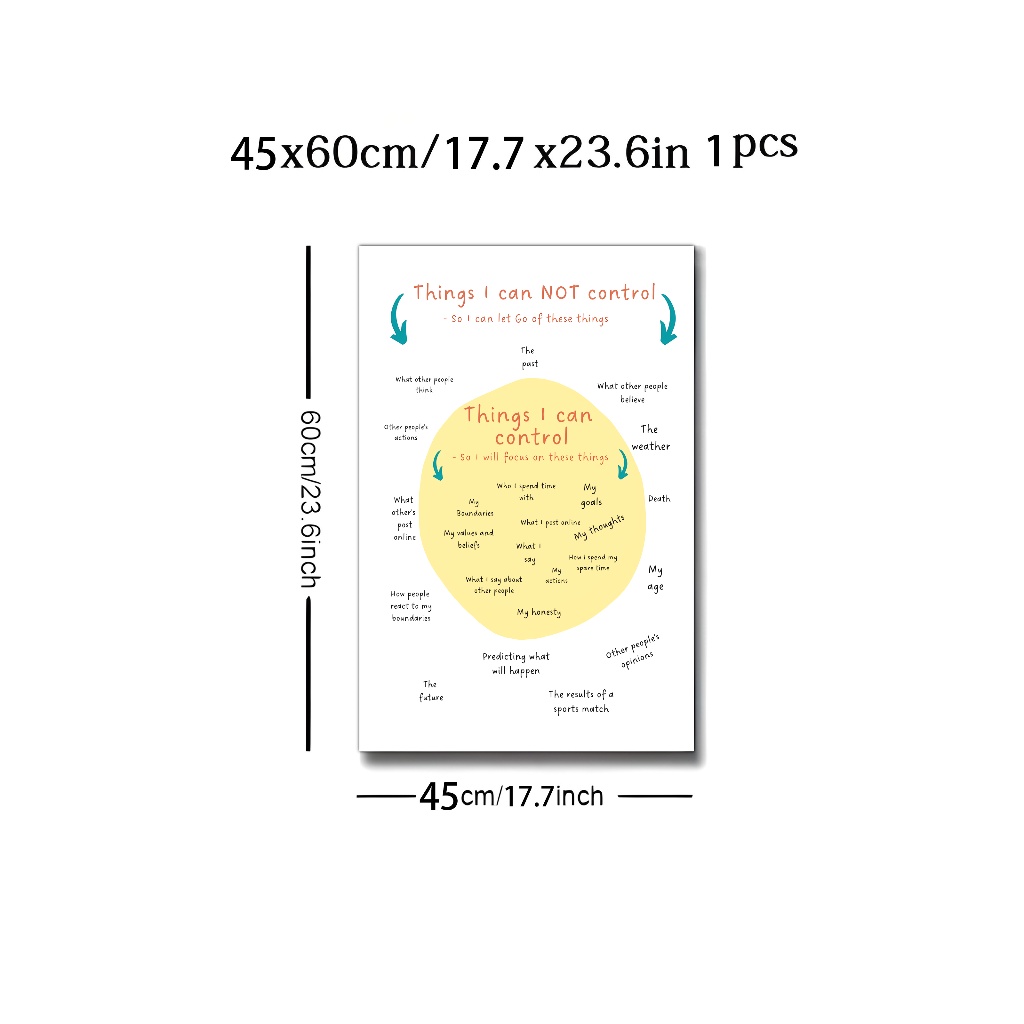 45x60cm/17.7 x23.6in 1pcs
Things I can NOT control
- So I can let Go of these things
The
past
What other people
think
What other people
believe
Other people's
actions
The
weather
Things I can
control
- So I will focus on these things
Who I spend time
with
My
goals
My
Boundaries
What
other's
post
online
Death
What I post online
My thoughts
My values and
beliefs
What I
say
How i spend my
spare time
My
actions
My
age
What I say about
other people
How people
react to my
boundaries
My honesty
Other people's
opinions
Predicting what
will happen
The
future
The results of a
sports match
60cm/23.6inch
45cm/17.7inch